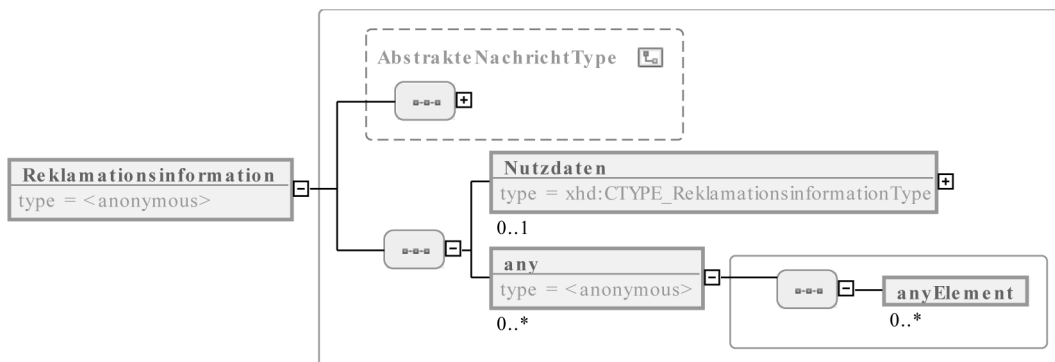 AbstrakteNachrichtType
Reklamationsinformation
type = <anonymous>
Nutzdaten
type = xhd:CTYPE_ReklamationsinformationType
0..1
any
type = <anonymous>
0..*
anyElement
0..*